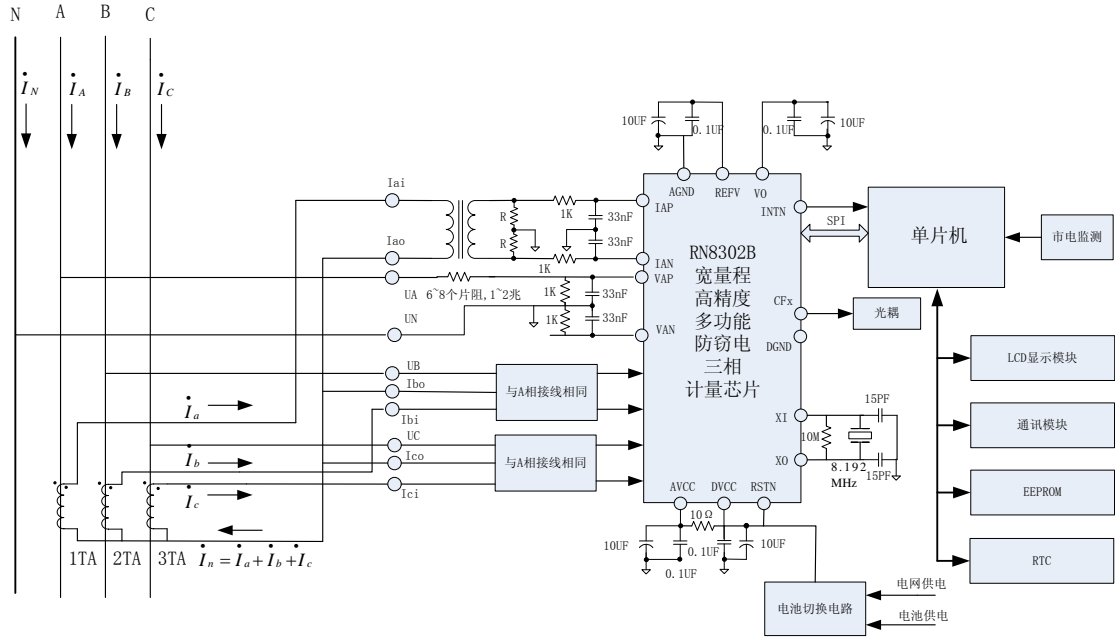 N
A
B
C
İN
İA
İB
İC
10UF
0.1UF
0.1UF
10UF
AGND
REFV
VO
INTN
Iai
R
R
1K
33nF
33nF
IAP
Iao
1K
IAN
VAP
UA
6~8个片阻,1~2兆
1K
1K
33nF
33nF
UN
VAN
RN8302B
宽量程
高精度
多功能
防窃电
三相
计量芯片
SPI
单片机
市电监测
CFx
光耦
DGND
UB
Ibo
Ibi
与A相接线相同
UC
Ico
Ici
与A相接线相同
LCD显示模块
通讯模块
EEPROM
RTC
XI
XO
10M
15PF
8.192
MHz
15PF
İa
İb
İc
1TA
2TA
3TA
İn=İa+İb+İc
AVCC
DVCC
RSTN
10Ω
10UF
0.1UF
0.1UF
10UF
电池切换电路
电网供电
电池供电